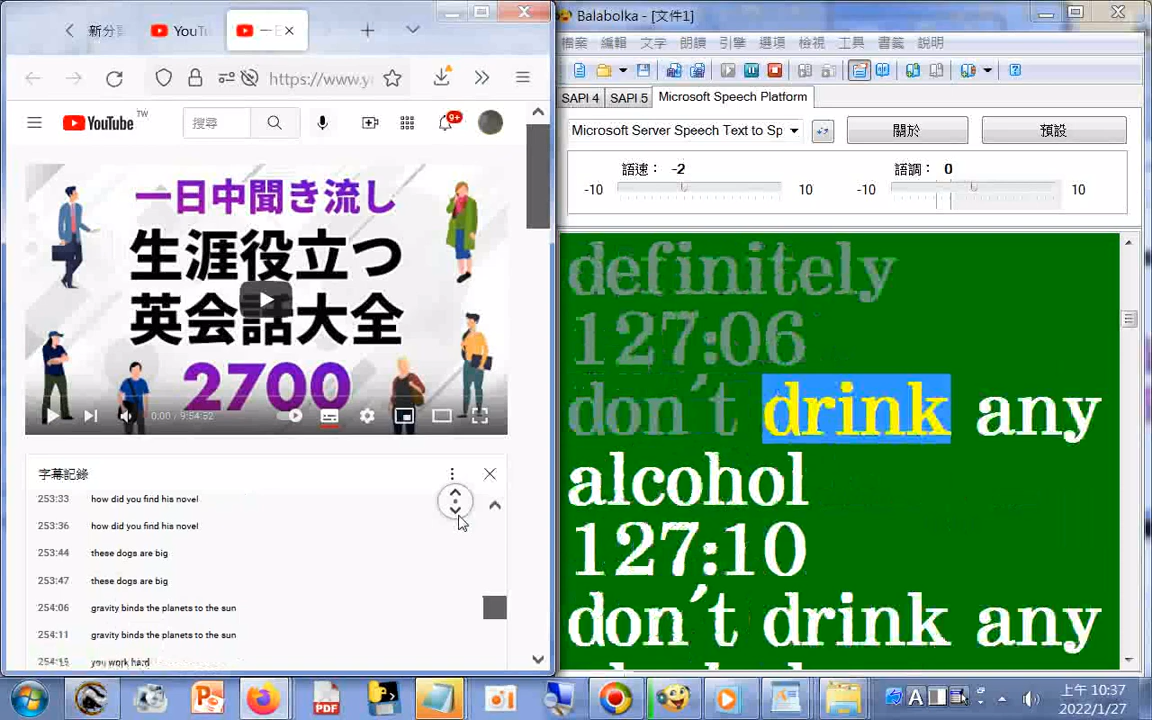 新分
YouTu
一E
https://www.y
YouTube TW
搜尋
9+
一日中聞き流し
生涯役立つ
英会話大全
2700
0:00 / 9:54:52
字幕記錄
253:33 how did you find his novel
253:36 how did you find his novel
253:44 these dogs are big
253:47 these dogs are big
254:06 gravity binds the planets to the sun
254:11 gravity binds the planets to the sun
254:15 you work hard
Balabolka - [文件1]
檔案 編輯 文字 朗讀 引擎 選項 檢視 工具 書籤 說明
SAPI 4 SAPI 5 Microsoft Speech Platform
Microsoft Server Speech Text to Sp
關於
預設
語速： -2
-10 10
語調： 0
-10 10
definitely
127:06
don't drink any
alcohol
127:10
don't drink any
PDF
A
上午 10:37
2022/1/27